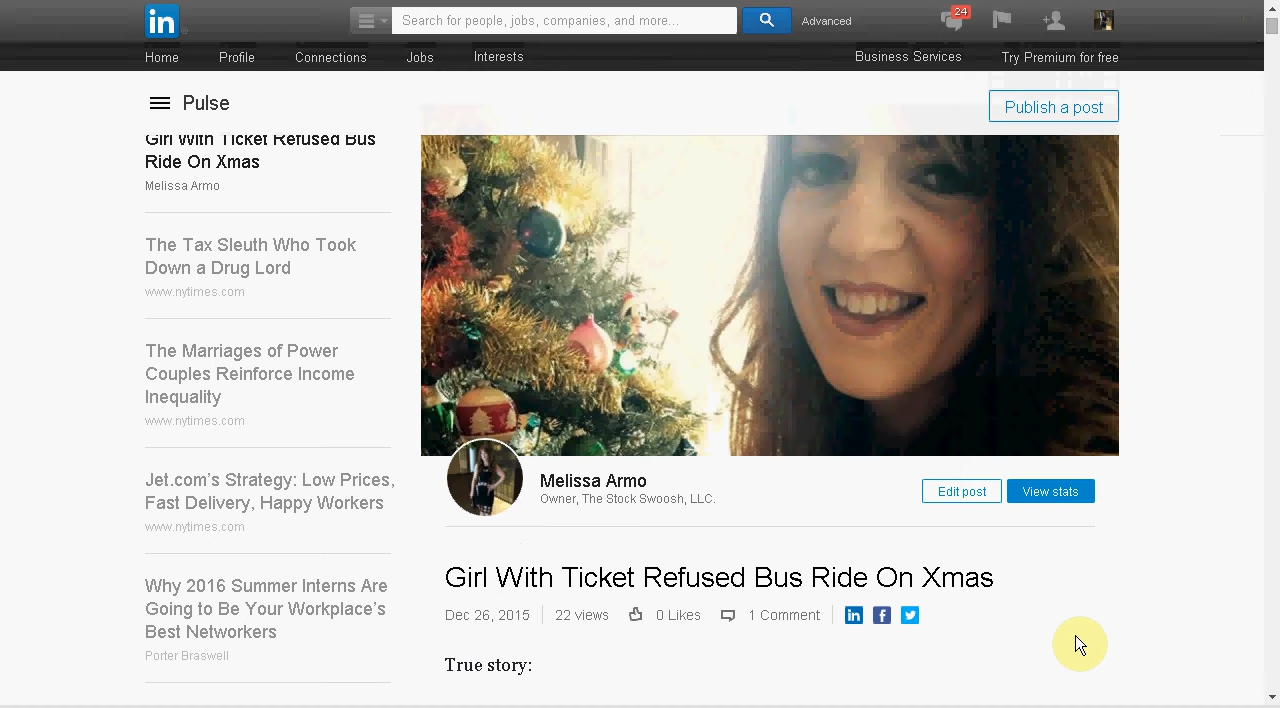 in
Search for people, jobs, companies, and more...
Advanced
24
Home
Profile
Connections
Jobs
Interests
Business Services
Try Premium for free
Pulse
Publish a post
Girl With Ticket Refused Bus
Ride On Xmas
Melissa Armo
The Tax Sleuth Who Took
Down a Drug Lord
www.nytimes.com
The Marriages of Power
Couples Reinforce Income
Inequality
www.nytimes.com
Jet.com's Strategy: Low Prices,
Fast Delivery, Happy Workers
www.nytimes.com
Why 2016 Summer Interns Are
Going to Be Your Workplace's
Best Networkers
Porter Braswell
Melissa Armo
Owner, The Stock Swoosh, LLC.
Edit post
View stats
Girl With Ticket Refused Bus Ride On Xmas
Dec 26, 2015
22 views
0 Likes
1 Comment
in
f
True story: